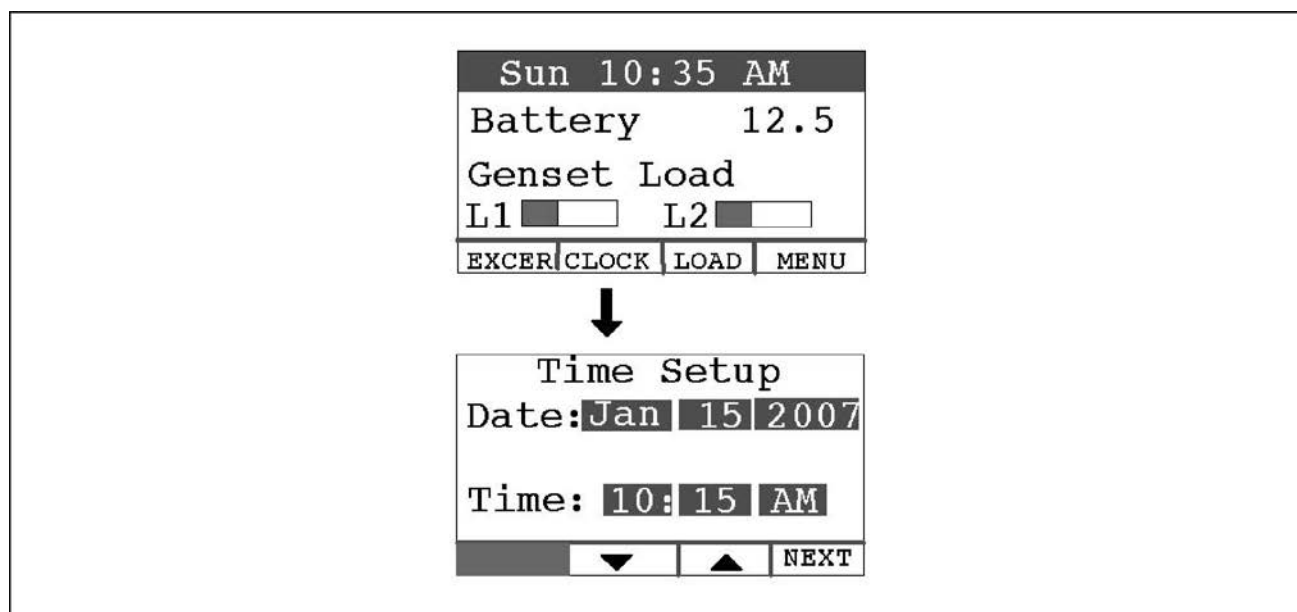 Sun 10:35 AM
Battery 12.5
Genset Load
L1 L2
EXCER CLOCK LOAD MENU
Time Setup
Date: Jan 15 2007
Time: 10: 15 AM
NEXT